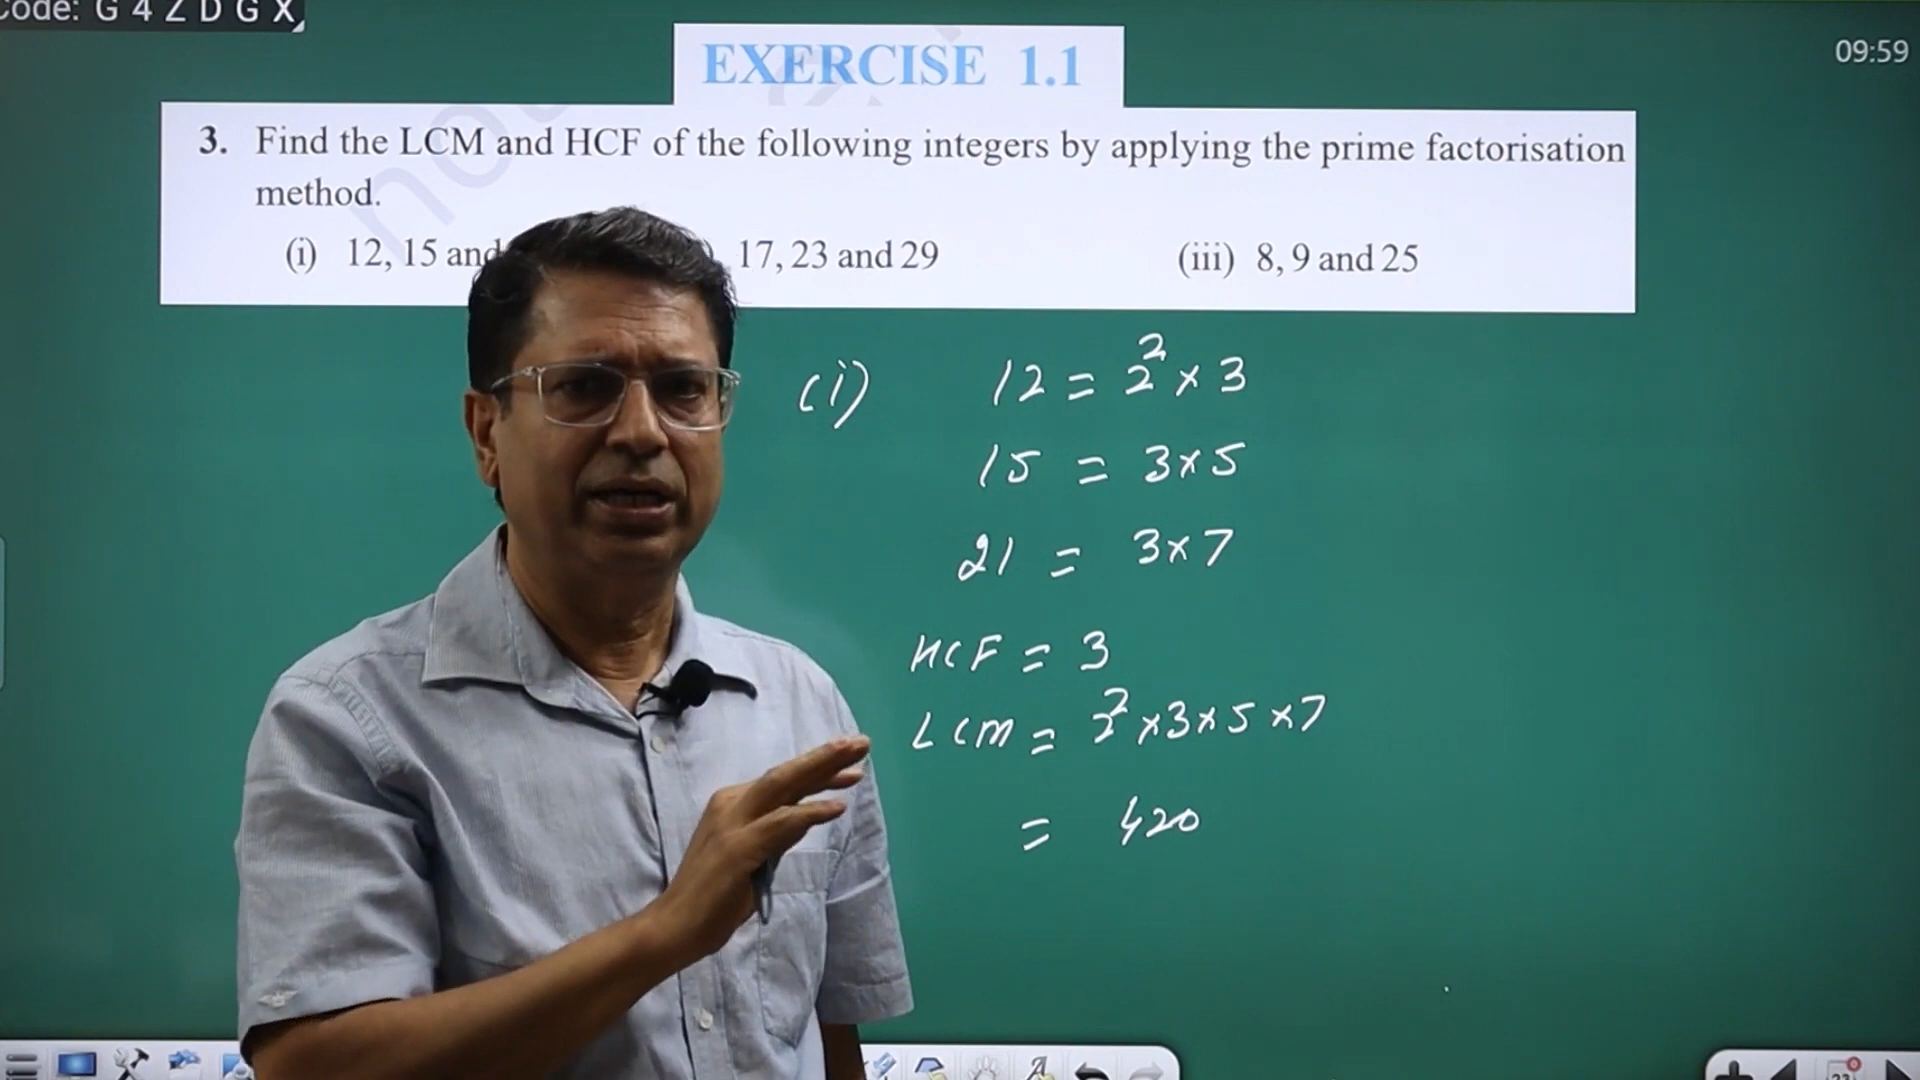 Code: G 4 Z D G X
09:59
EXERCISE 1.1
3. Find the LCM and HCF of the following integers by applying the prime factorisation
method.
(i) 12, 15 and 17, 23 and 29 (iii) 8, 9 and 25
(i) 12 = 2² × 3
15 = 3 × 5
21 = 3 × 7
HCF = 3
LCM = 2² × 3 × 5 × 7
= 420